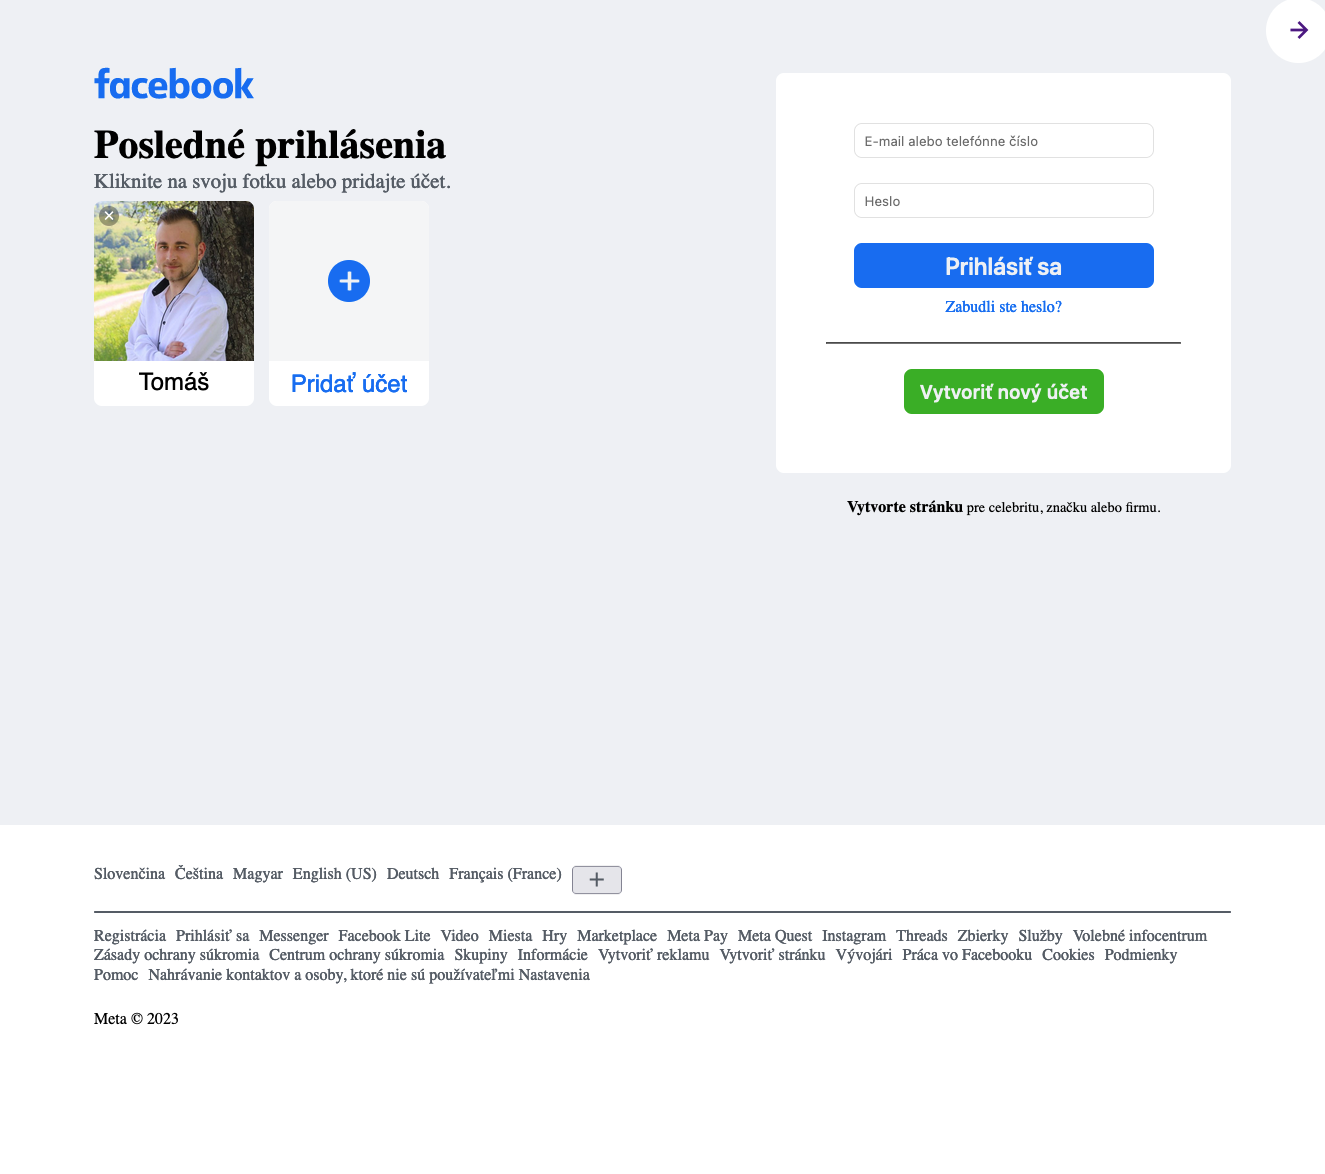 facebook
Posledné prihlásenia
Kliknite na svoju fotku alebo pridajte účet.
Tomáš
Pridať účet
E-mail alebo telefónne číslo
Heslo
Prihlásiť sa
Zabudli ste heslo?
Vytvoriť nový účet
Vytvorte stránku pre celebritu, značku alebo firmu.
Slovenčina Čeština Magyar English (US) Deutsch Français (France)
Registrácia Prihlásiť sa Messenger Facebook Lite Video Miesta Hry Marketplace Meta Pay Meta Quest Instagram Threads Zbierky Služby Volebné infocentrum
Zásady ochrany súkromia Centrum ochrany súkromia Skupiny Informácie Vytvoriť reklamu Vytvoriť stránku Vývojári Práca vo Facebooku Cookies Podmienky
Pomoc Nahrávanie kontaktov a osoby, ktoré nie sú používateľmi Nastavenia
Meta © 2023